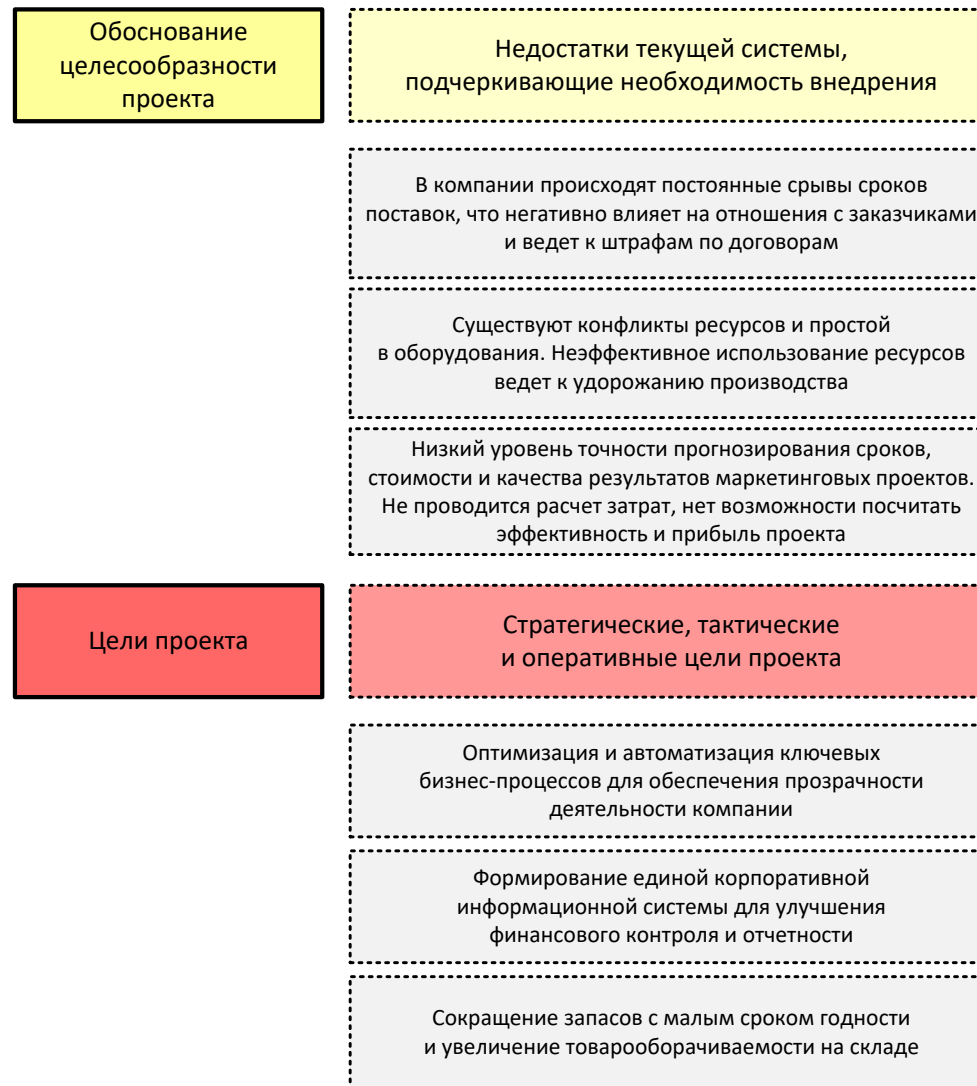 Обоснование
целесообразности
проекта
Недостатки текущей системы,
подчеркивающие необходимость внедрения
В компании происходят постоянные срывы сроков
поставок, что негативно влияет на отношения с заказчиками
и ведет к штрафам по договорам
Существуют конфликты ресурсов и простой
в оборудования. Неэффективное использование ресурсов
ведет к удорожанию производства
Низкий уровень точности прогнозирования сроков,
стоимости и качества результатов маркетинговых проектов.
Не проводится расчет затрат, нет возможности посчитать
эффективность и прибыль проекта
Цели проекта
Стратегические, тактические
и оперативные цели проекта
Оптимизация и автоматизация ключевых
бизнес-процессов для обеспечения прозрачности
деятельности компании
Формирование единой корпоративной
информационной системы для улучшения
финансового контроля и отчетности
Сокращение запасов с малым сроком годности
и увеличение товарооборачиваемости на складе